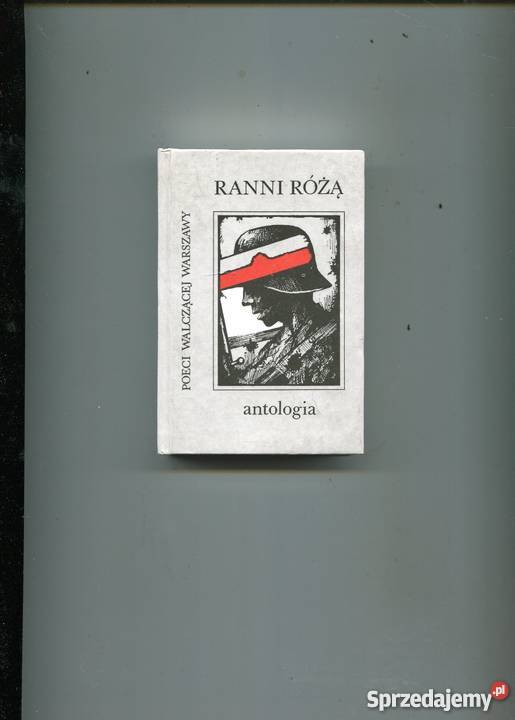 RANNI RÓŻĄ
POECI WALCZĄCEJ WARSZAWY
antologia
Sprzedajemy.pl